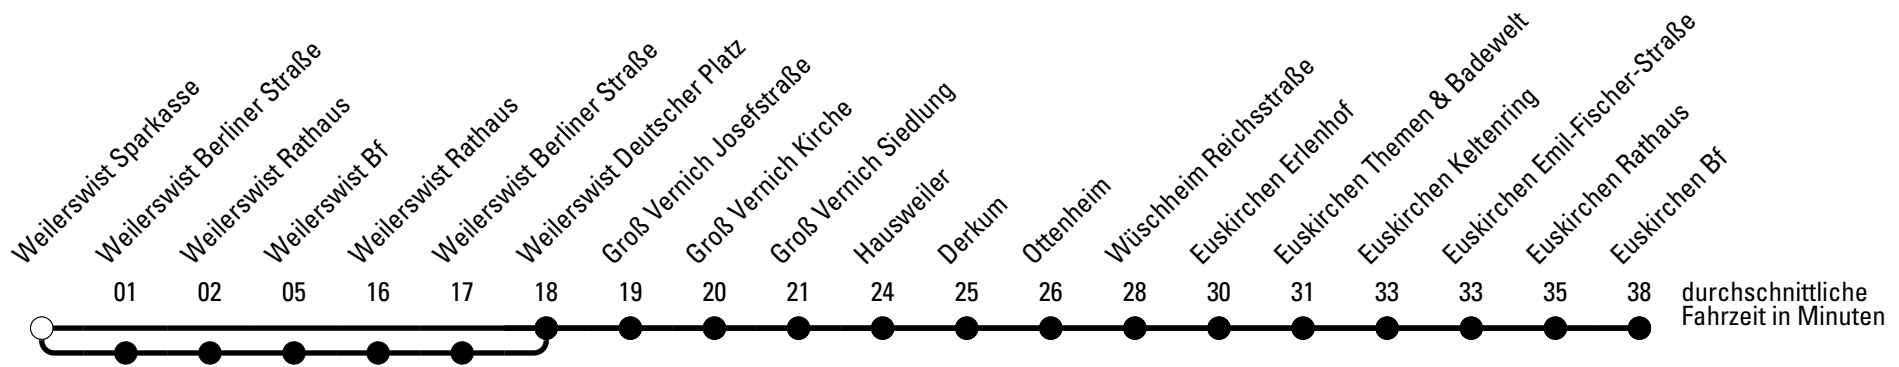 Weilerswist Sparkasse
Weilerswist Berliner Straße
Weilerswist Rathaus
Weilerswist Bf
Weilerswist Rathaus
Weilerswist Berliner Straße
Weilerswist Deutscher Platz
Groß Vernich Josefstraße
Groß Vernich Kirche
Groß Vernich Siedlung
Hausweiler
Derkum
Ottenheim
Wüschheim Reichsstraße
Euskirchen Erlenhof
Euskirchen Themen & Badewelt
Euskirchen Keltenring
Euskirchen Emil-Fischer-Straße
Euskirchen Rathaus
Euskirchen Bf
01 02 05 16 17 18 19 20 21 24 25 26 28 30 31 33 33 35 38 durchschnittliche
Fahrzeit in Minuten